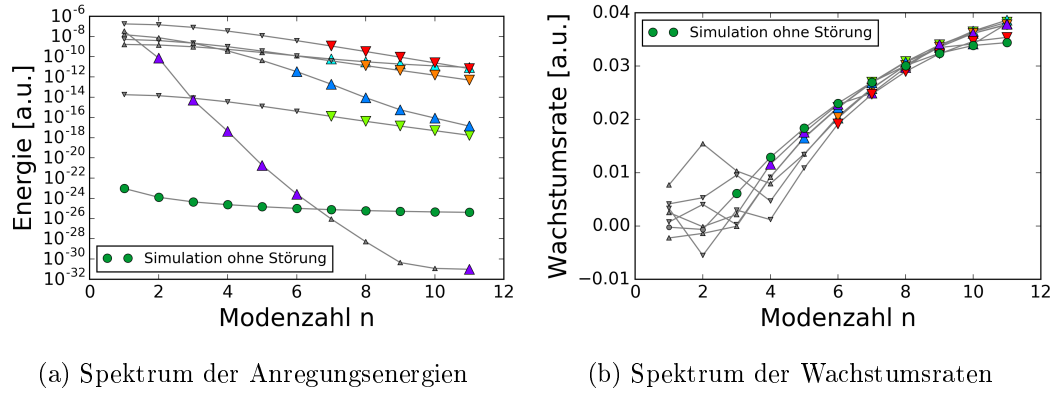 10⁻⁶
10⁻⁸
10⁻¹⁰
10⁻¹²
10⁻¹⁴
10⁻¹⁶
10⁻¹⁸
10⁻²⁰
10⁻²²
10⁻²⁴
10⁻²⁶
10⁻²⁸
10⁻³⁰
10⁻³²
Energie [a.u.]
Simulation ohne Störung
0 2 4 6 8 10 12
Modenzahl n
(a) Spektrum der Anregungsenergien
0.04
0.03
0.02
0.01
0.00
−0.01
Wachstumsrate [a.u.]
Simulation ohne Störung
0 2 4 6 8 10 12
Modenzahl n
(b) Spektrum der Wachstumsraten